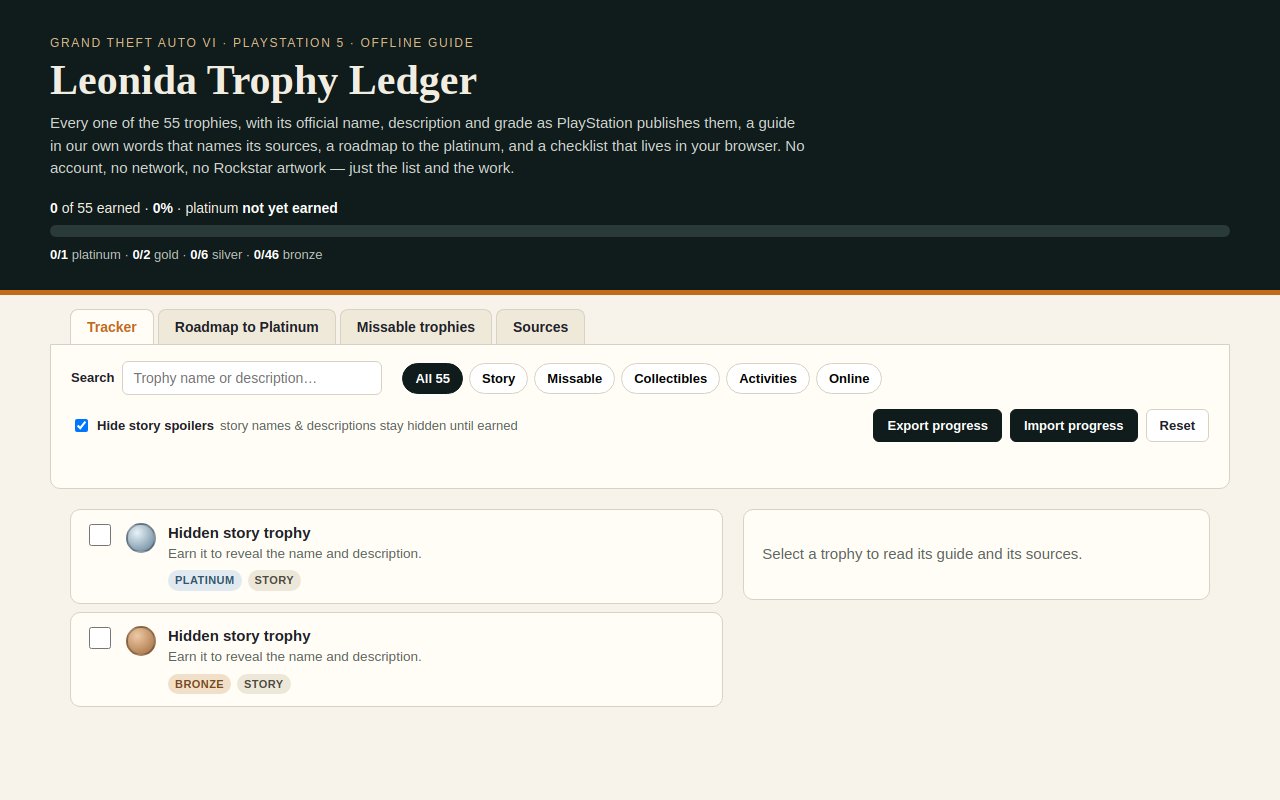 GRAND THEFT AUTO VI · PLAYSTATION 5 · OFFLINE GUIDE
Leonida Trophy Ledger
Every one of the 55 trophies, with its official name, description and grade as PlayStation publishes them, a guide
in our own words that names its sources, a roadmap to the platinum, and a checklist that lives in your browser. No
account, no network, no Rockstar artwork — just the list and the work.
0 of 55 earned · 0% · platinum not yet earned
0/1 platinum · 0/2 gold · 0/6 silver · 0/46 bronze
Tracker Roadmap to Platinum Missable trophies Sources
Search Trophy name or description… All 55 Story Missable Collectibles Activities Online
Hide story spoilers story names & descriptions stay hidden until earned Export progress Import progress Reset
Hidden story trophy
Earn it to reveal the name and description.
PLATINUM STORY
Select a trophy to read its guide and its sources.
Hidden story trophy
Earn it to reveal the name and description.
BRONZE STORY